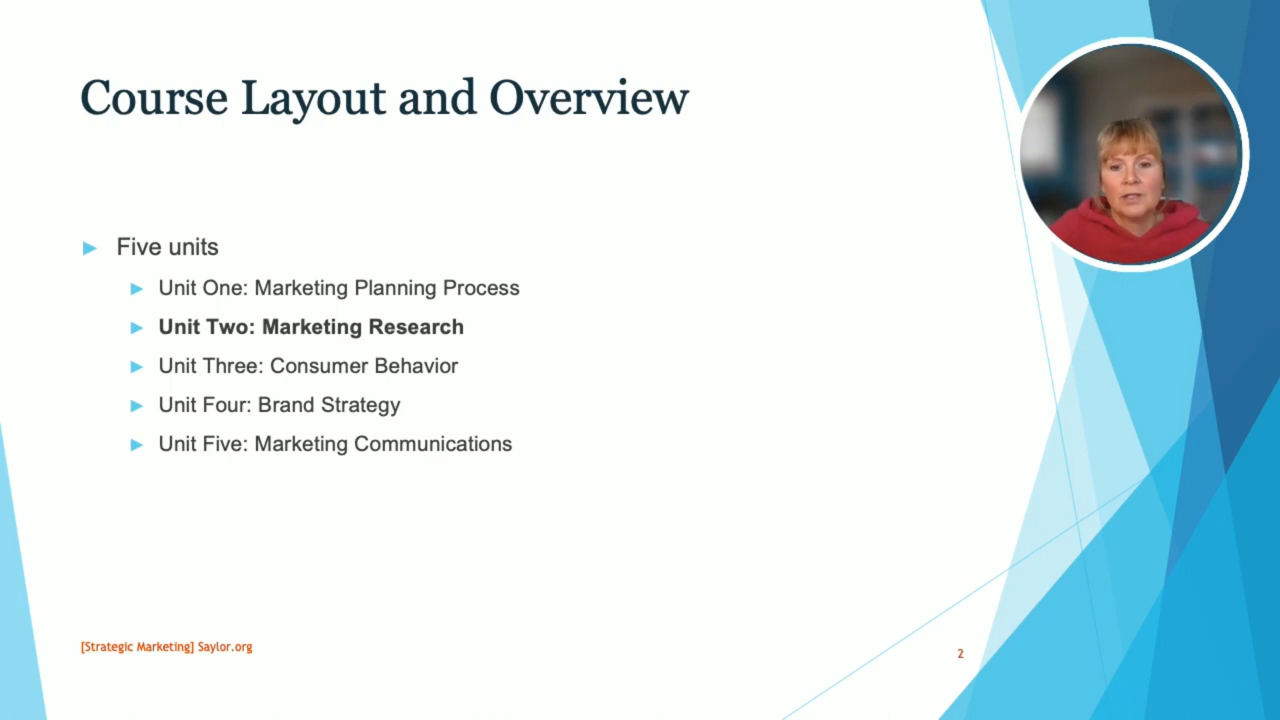 Course Layout and Overview
Five units
Unit One: Marketing Planning Process
Unit Two: Marketing Research
Unit Three: Consumer Behavior
Unit Four: Brand Strategy
Unit Five: Marketing Communications
[Strategic Marketing] Saylor.org
2